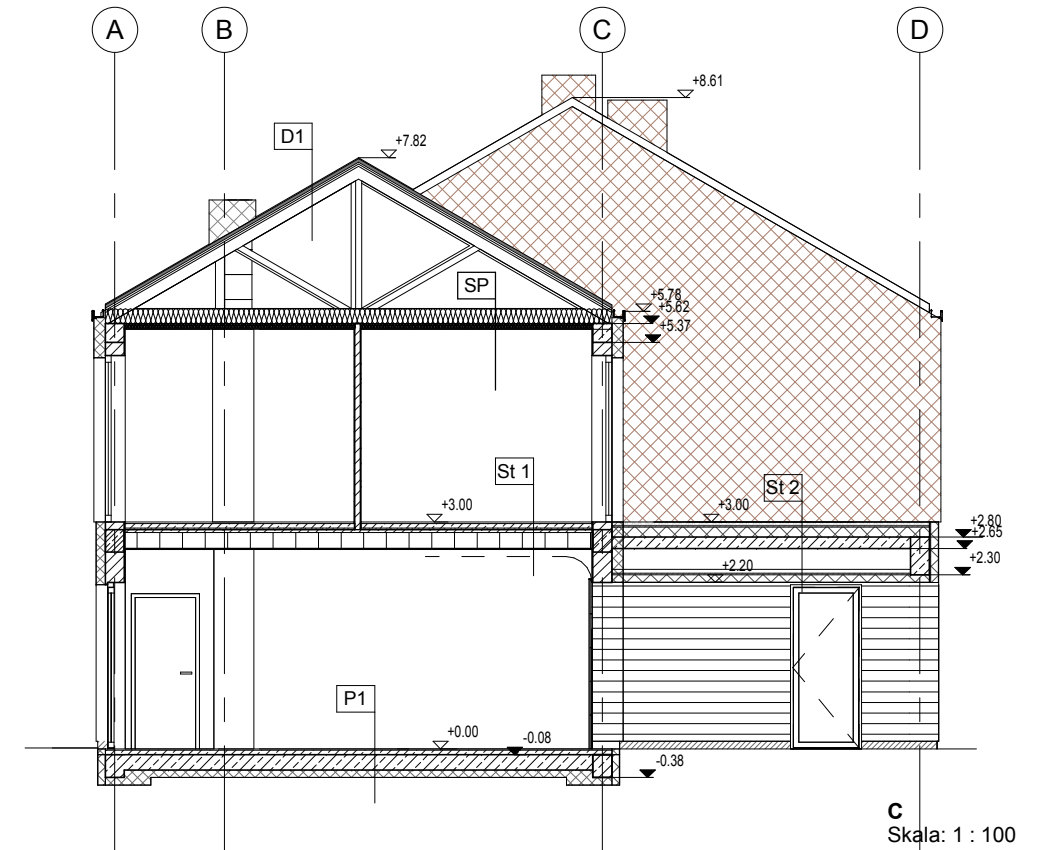 A B C D
+8.61
D1
+7.82
SP
+5.78
+5.62
+5.37
St 1
St 2
+3.00 +3.00
+2.80
+2.65
+2.30
+2.20
P1
+0.00
-0.08
-0.38
C
Skala: 1 : 100